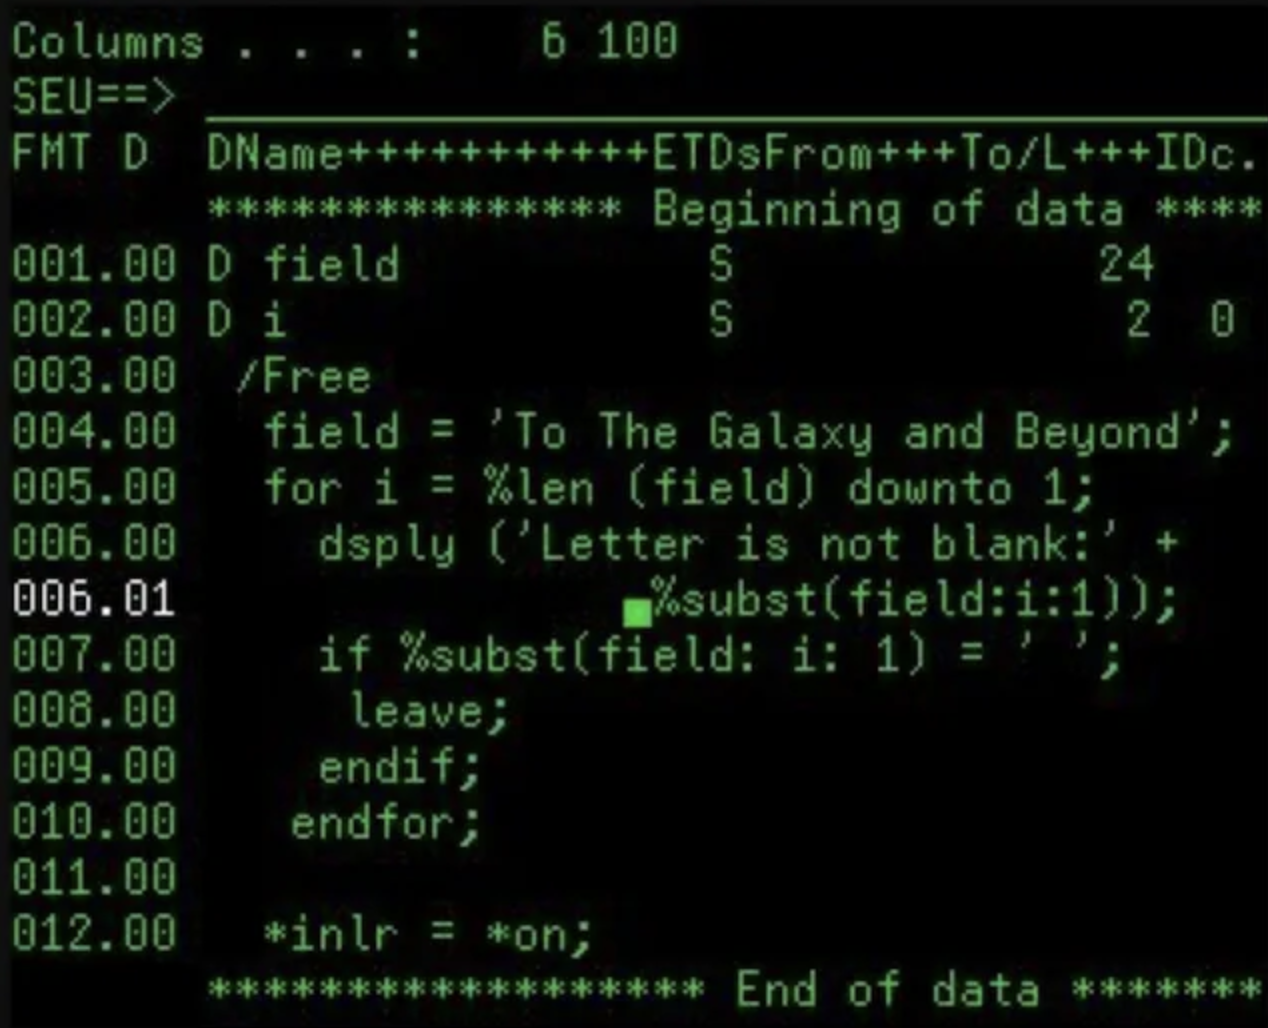 Columns . . . :    6 100
SEU==>
FMT D  DName+++++++++++ETDsFrom+++To/L+++IDc.
*************** Beginning of data ****
001.00 D field           S             24
002.00 D i               S              2  0
003.00  /Free
004.00   field = 'To The Galaxy and Beyond';
005.00   for i = %len (field) downto 1;
006.00     dsply ('Letter is not blank:' +
006.01                 %subst(field:i:1));
007.00     if %subst(field: i: 1) = ' ';
008.00      leave;
009.00     endif;
010.00    endfor;
011.00
012.00   *inlr = *on;
****************** End of data *******